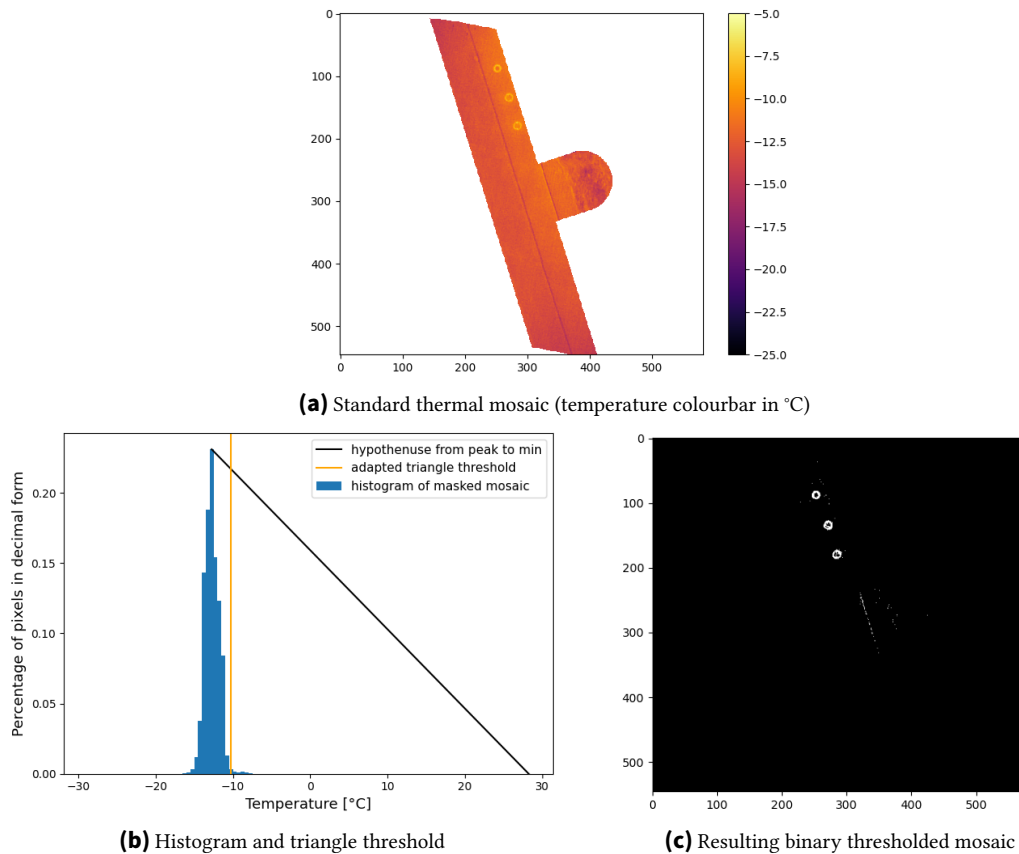 0
100
200
300
400
500
0 100 200 300 400 500
−5.0
−7.5
−10.0
−12.5
−15.0
−17.5
−20.0
−22.5
−25.0
(a) Standard thermal mosaic (temperature colourbar in °C)
Percentage of pixels in decimal form
0.20
0.15
0.10
0.05
0.00
hypothenuse from peak to min
adapted triangle threshold
histogram of masked mosaic
−30 −20 −10 0 10 20 30
Temperature [°C]
(b) Histogram and triangle threshold
0
100
200
300
400
500
0 100 200 300 400 500
(c) Resulting binary thresholded mosaic